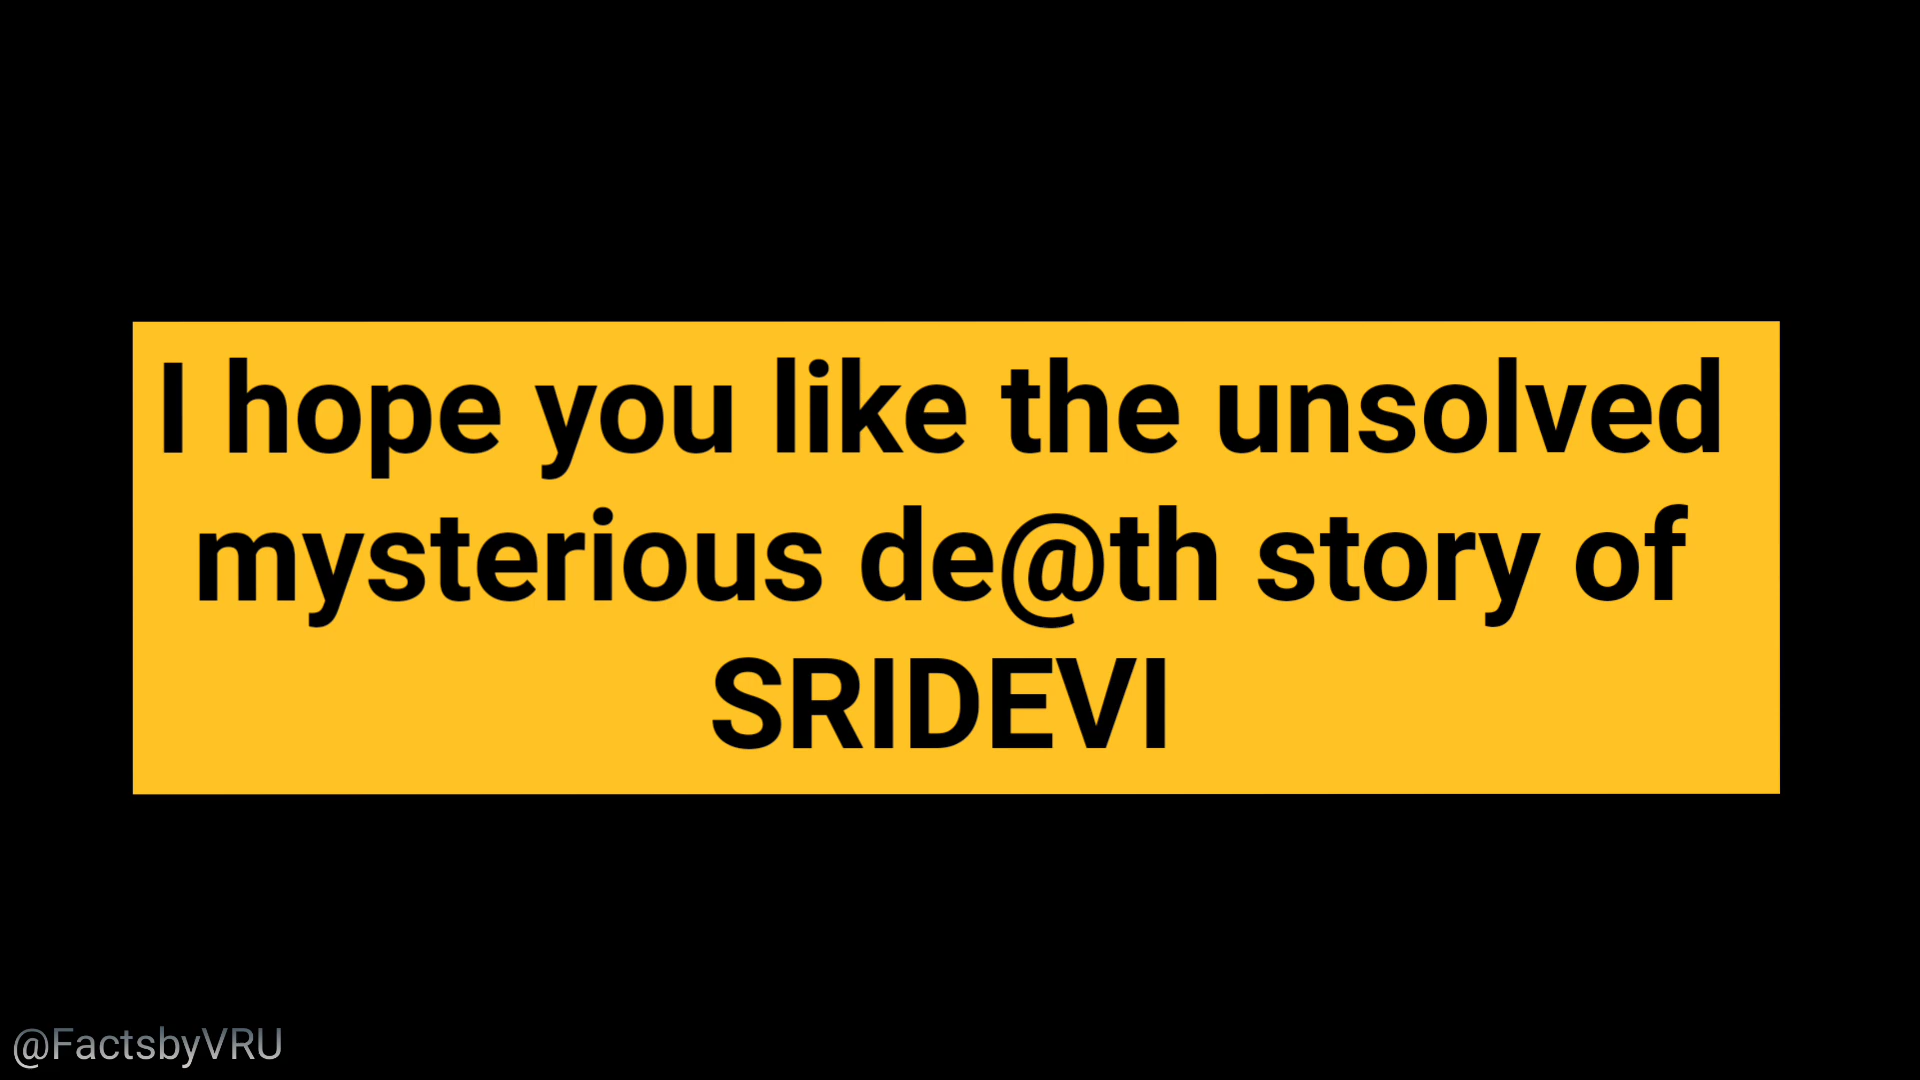 I hope you like the unsolved
mysterious de@th story of
SRIDEVI
@FactsbyVRU